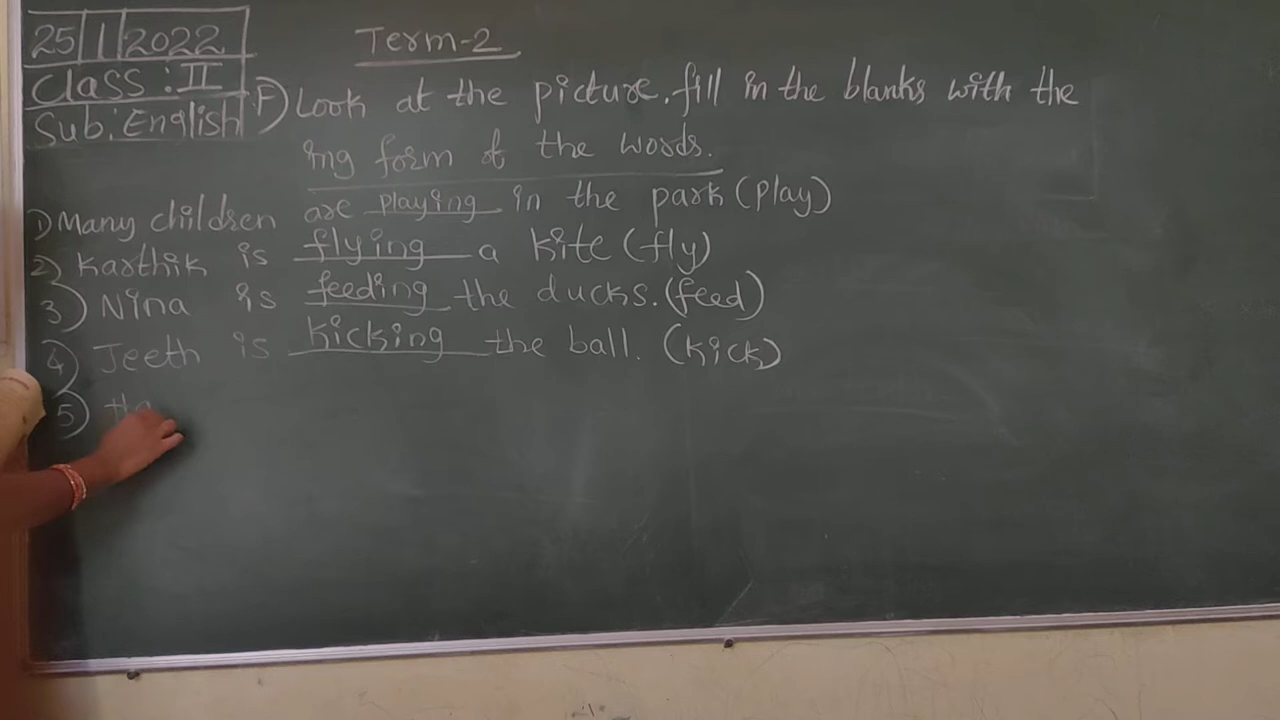 25/1/2022
Term-2
Class : II
Sub: English
F) Look at the picture. fill in the blanks with the
ing form of the words.
1) Many children are playing in the park (play)
2) Karthik is flying a kite (fly)
3) Nina is feeding the ducks. (feed)
4) Jeeth is kicking the ball. (kick)
5)